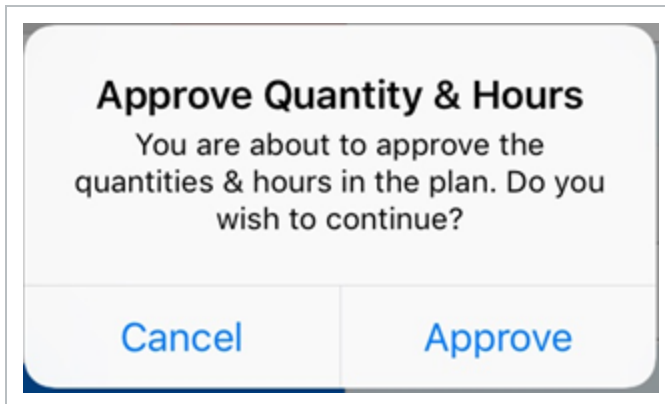 Approve Quantity & Hours
You are about to approve the
quantities & hours in the plan. Do you
wish to continue?
Cancel
Approve